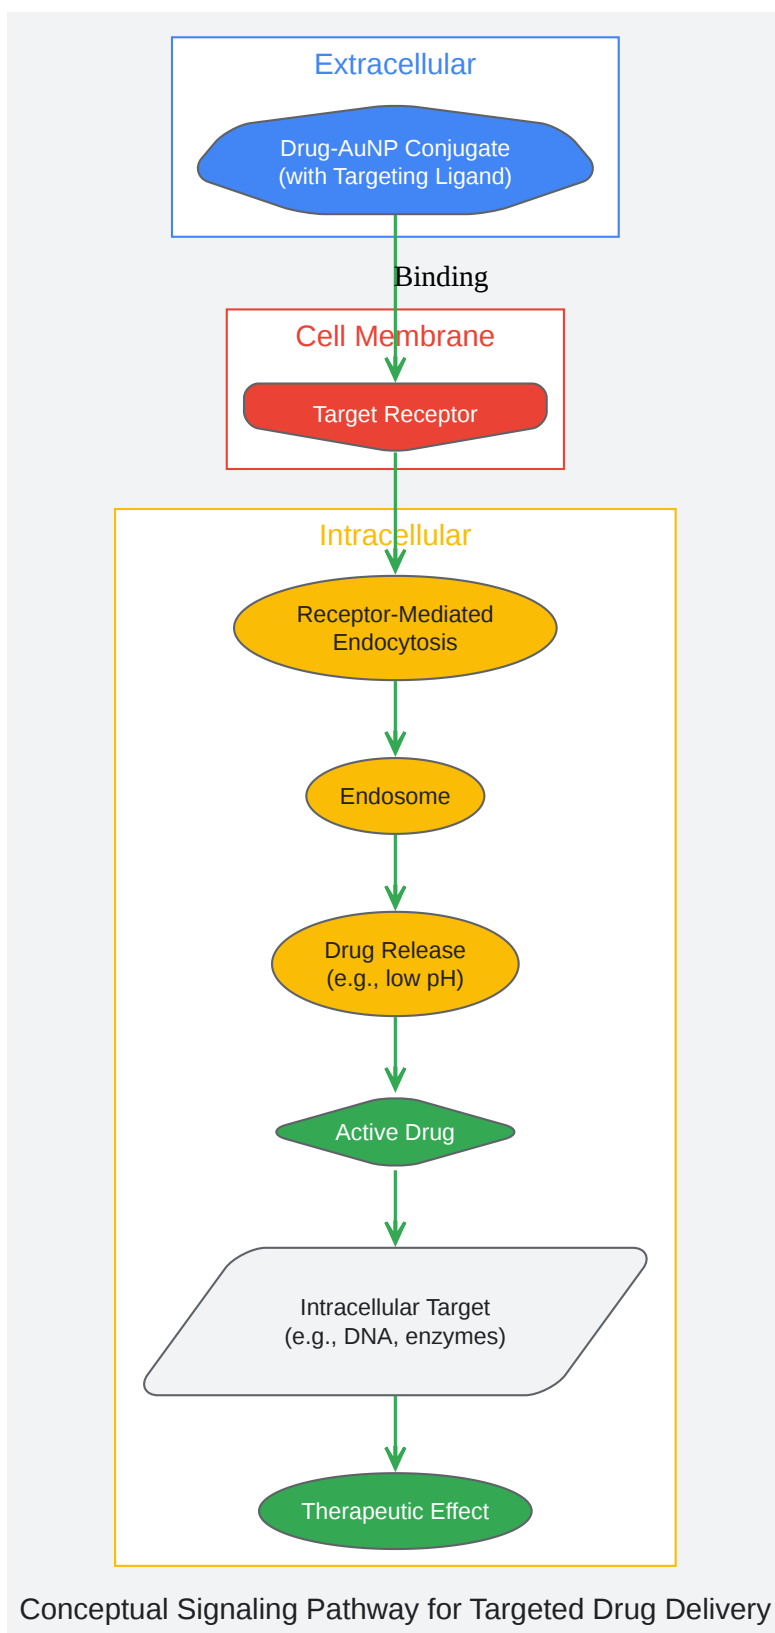 Extracellular
Drug-AuNP Conjugate
(with Targeting Ligand)
Binding
Cell Membrane
Target Receptor
Intracellular
Receptor-Mediated
Endocytosis
Endosome
Drug Release
(e.g., low pH)
Active Drug
Intracellular Target
(e.g., DNA, enzymes)
Therapeutic Effect
Conceptual Signaling Pathway for Targeted Drug Delivery